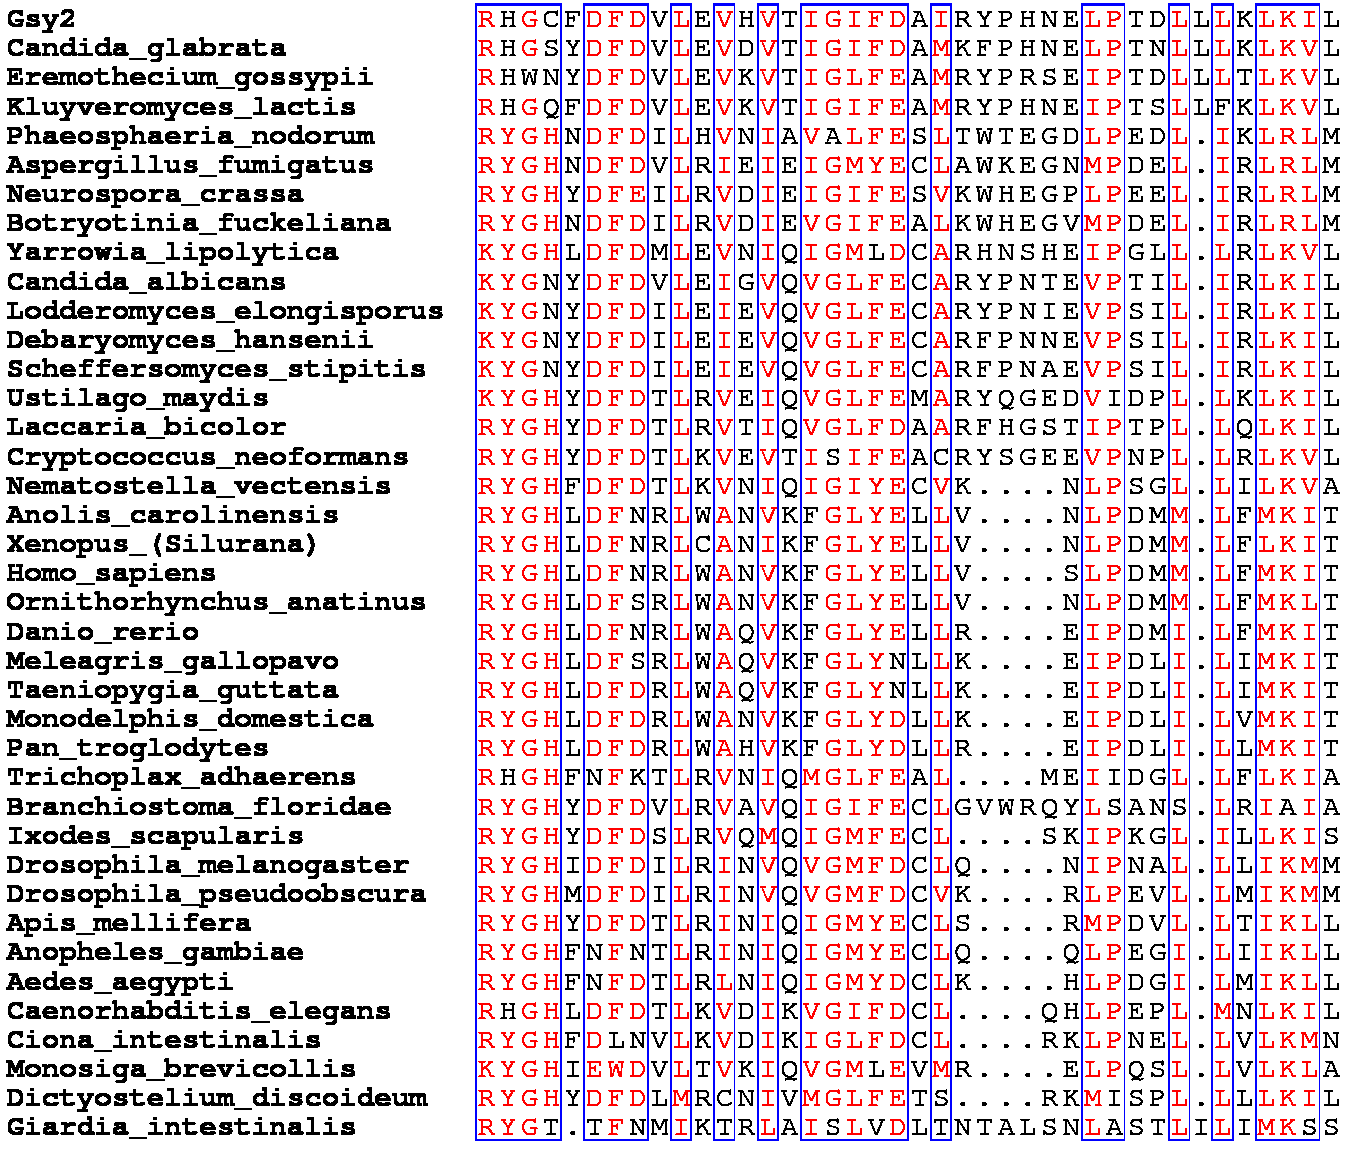 Gsy2 RHGCFDFDVLEVHVTIGIFDAIRYPHNELPTDLLLKLKIL
Candida_glabrata RHGSYDFDVLEVDVTIGIFDAMKFPHNELPTNLLLKLKVL
Eremothecium_gossypii RHWNYDFDVLEVKVTIGLFEAMRYPRSEIPTDLLLTLKVL
Kluyveromyces_lactis RHGQFDFDVLEVKVTIGIFEAMRYPHNEIPTSLLFKLKVL
Phaeosphaeria_nodorum RYGHNDFDILHVNIAVALFESLTWTEGDLPEDL.IKLRLM
Aspergillus_fumigatus RYGHNDFDVLRIEIEIGMYECLAWKEGNMPDEL.IRLRLM
Neurospora_crassa RYGHYDFEILRVDIEIGIFESVKWHEGPLPEEL.IRLRLM
Botryotinia_fuckeliana RYGHNDFDILRVDIEVGIFEALKWHEGVMPDEL.IRLRLM
Yarrowia_lipolytica KYGHLDFDMLEVNIQIGMLDCARHNSHEIPGLL.LRLKVL
Candida_albicans KYGNYDFDVLEIGVQVGLFECARYPNTEVPTIL.IRLKIL
Lodderomyces_elongisporus KYGNYDFDILEIEVQVGLFECARYPNIEVPSIL.IRLKIL
Debaryomyces_hansenii KYGNYDFDILEIEVQVGLFECARFPNNEVPSIL.IRLKIL
Scheffersomyces_stipitis KYGNYDFDILEIEVQVGLFECARFPNAEVPSIL.IRLKIL
Ustilago_maydis KYGHYDFDTLRVEIQVGLFEMARYQGEDVIDPL.LKLKIL
Laccaria_bicolor RYGHYDFDTLRVTIQVGLFDAARFHGSTIPTPL.LQLKIL
Cryptococcus_neoformans RYGHYDFDTLKVEVTISIFEACRYSGEEVPNPL.LRLKVL
Nematostella_vectensis RYGHFDFDTLKVNIQIGIYECVK....NLPSGL.LILKVA
Anolis_carolinensis RYGHLDFNRLWANVKFGLYELLV....NLPDMM.LFMKIT
Xenopus_(Silurana) RYGHLDFNRLCANIKFGLYELLV....NLPDMM.LFLKIT
Homo_sapiens RYGHLDFNRLWANVKFGLYELLV....SLPDMM.LFMKIT
Ornithorhynchus_anatinus RYGHLDFSRLWANVKFGLYELLV....NLPDMM.LFMKLT
Danio_rerio RYGHLDFNRLWAQVKFGLYELLR....EIPDMI.LFMKIT
Meleagris_gallopavo RYGHLDFSRLWAQVKFGLYNLLK....EIPDLI.LIMKIT
Taeniopygia_guttata RYGHLDFDRLWAQVKFGLYNLLK....EIPDLI.LIMKIT
Monodelphis_domestica RYGHLDFDRLWANVKFGLYDLLK....EIPDLI.LVMKIT
Pan_troglodytes RYGHLDFDRLWAHVKFGLYDLLR....EIPDLI.LLMKIT
Trichoplax_adhaerens RHGHFNFKTLRVNIQMGLFEAL....MEIIDGL.LFLKIA
Branchiostoma_floridae RYGHYDFDVLRVAVQIGIFECLGVWRQYLSANS.LRIAIA
Ixodes_scapularis RYGHYDFDSLRVQMQIGMFECL....SKIPKGL.ILLKIS
Drosophila_melanogaster RYGHIDFDILRINVQVGMFDCLQ....NIPNAL.LLIKMM
Drosophila_pseudoobscura RYGHMDFDILRINVQVGMFDCVK....RLPEVL.LMIKMM
Apis_mellifera RYGHYDFDTLRINIQIGMYECLS....RMPDVL.LTIKLL
Anopheles_gambiae RYGHFNFNTLRINIQIGMYECLQ....QLPEGI.LIIKLL
Aedes_aegypti RYGHFNFDTLRLNIQIGMYDCLK....HLPDGI.LMIKLL
Caenorhabditis_elegans RHGHLDFDTLKVDIKVGIFDCL....QHLPEPL.MNLKIL
Ciona_intestinalis RYGHFDLNVLKVDIKIGLFDCL....RKLPNEL.LVLKMN
Monosiga_brevicollis KYGHIEWDVLTVKIQVGMLEVMR....ELPQSL.LVLKLA
Dictyostelium_discoideum RYGHYDFDLMRCNIVMGLFETS....RKMISPL.LLLKIL
Giardia_intestinalis RYGT.TFNMIKTRLAISLVDLTNTALSNLASTLILIMKSS